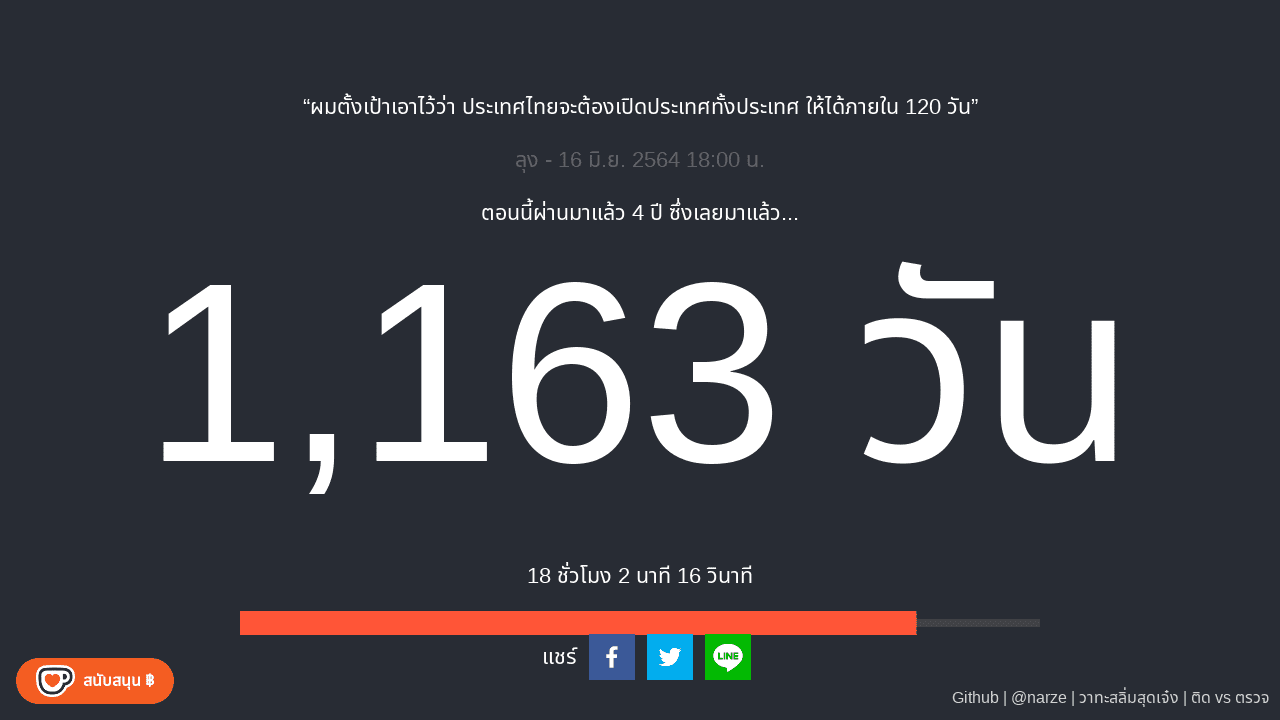 “ผมตั้งเป้าเอาไว้ว่า ประเทศไทยจะต้องเปิดประเทศทั้งประเทศ ให้ได้ภายใน 120 วัน”
ลุง - 16 มิ.ย. 2564 18:00 น.
ตอนนี้ผ่านมาแล้ว 4 ปี ซึ่งเลยมาแล้ว...
1,163 วัน
18 ชั่วโมง 2 นาที 16 วินาที
แชร์ LINE
สนับสนุน ฿
Github | @narze | วาทะสลิ่มสุดเจ๋ง | ติด vs ตรวจ